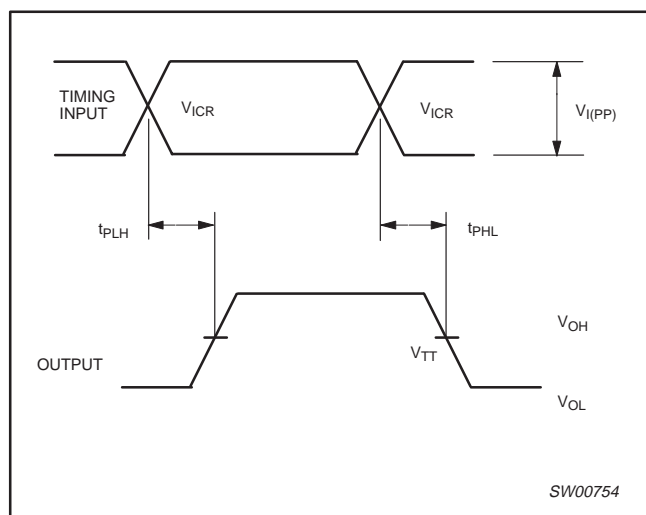 TIMING
INPUT
VICR
VICR
VI(PP)
tPLH
tPHL
VOH
OUTPUT
VTT
VOL
SW00754